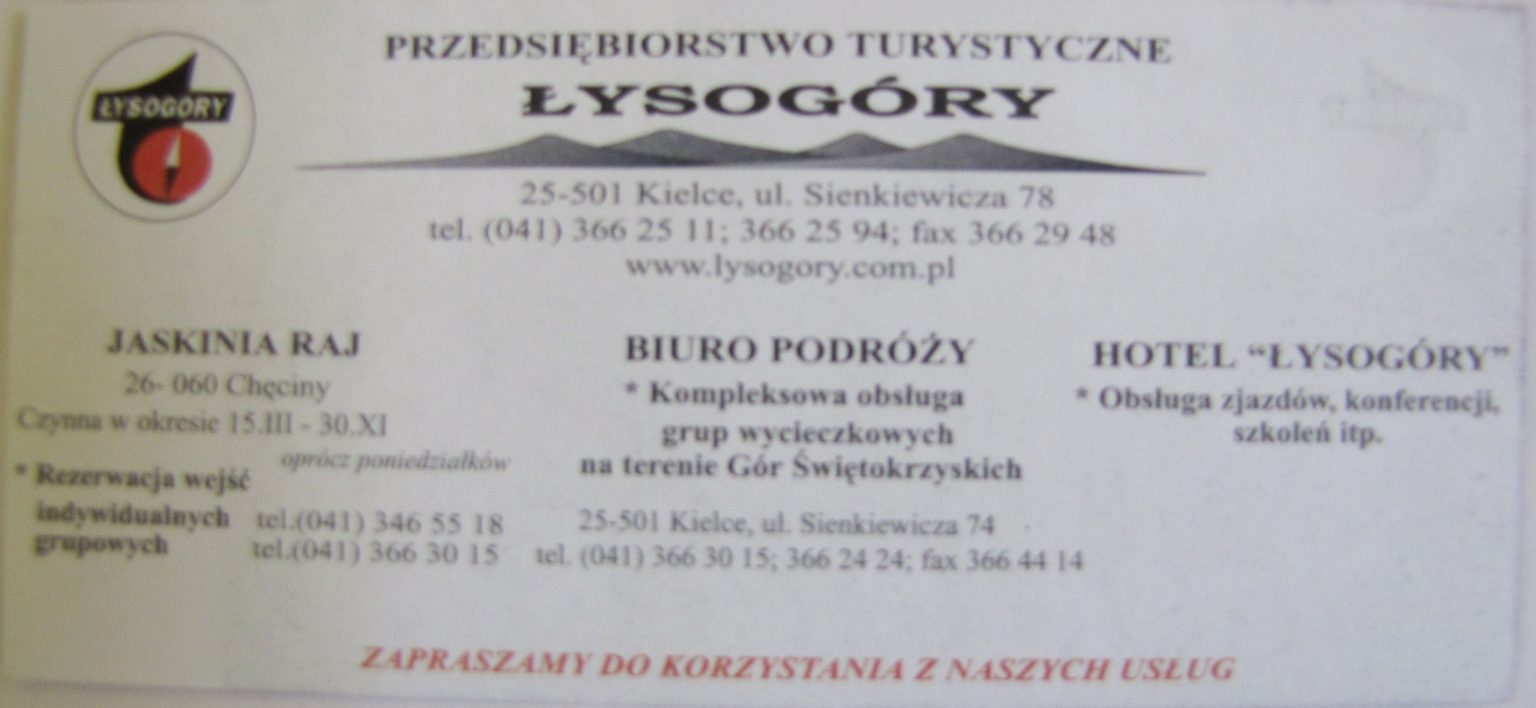 ŁYSOGÓRY
PRZEDSIĘBIORSTWO TURYSTYCZNE
ŁYSOGÓRY
25-501 Kielce, ul. Sienkiewicza 78
tel. (041) 366 25 11; 366 25 94; fax 366 29 48
www.lysogory.com.pl
JASKINIA RAJ
26- 060 Chęciny
Czynna w okresie 15.III - 30.XI
oprócz poniedziałków
* Rezerwacja wejść
indywidualnych tel.(041) 346 55 18
grupowych tel.(041) 366 30 15
BIURO PODRÓŻY
* Kompleksowa obsługa
grup wycieczkowych
na terenie Gór Świętokrzyskich
25-501 Kielce, ul. Sienkiewicza 74
tel. (041) 366 30 15; 366 24 24; fax 366 44 14
HOTEL “ŁYSOGÓRY”
* Obsługa zjazdów, konferencji,
szkoleń itp.
ZAPRASZAMY DO KORZYSTANIA Z NASZYCH USŁUG